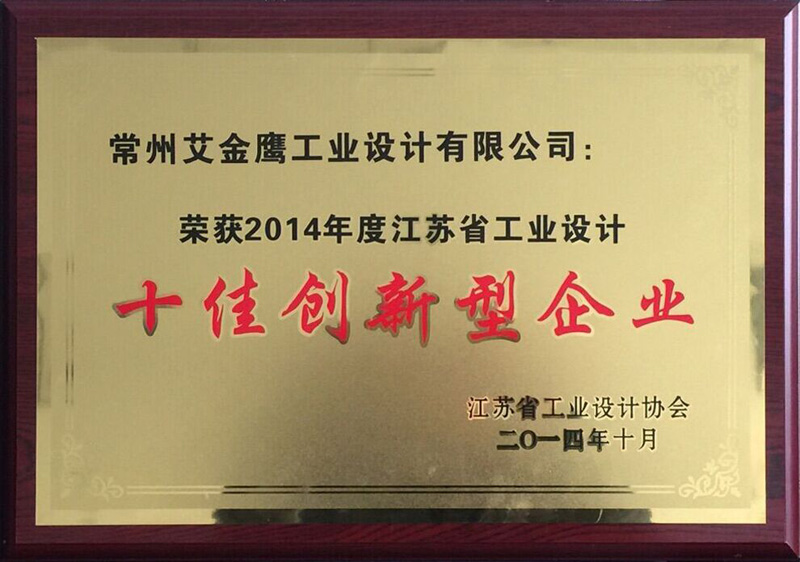 常州艾金鹰工业设计有限公司：
荣获2014年度江苏省工业设计
十佳创新型企业
江苏省工业设计协会
二〇一四年十月